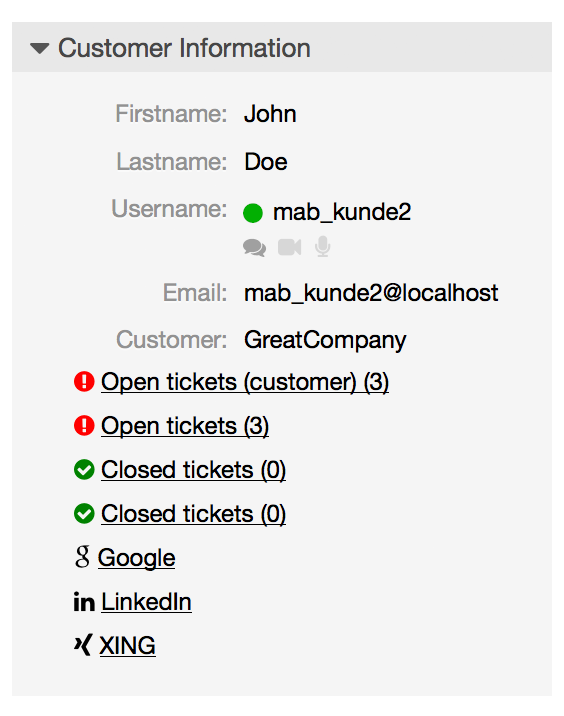 Customer Information
Firstname: John
Lastname: Doe
Username: mab_kunde2
Email: mab_kunde2@localhost
Customer: GreatCompany
Open tickets (customer) (3)
Open tickets (3)
Closed tickets (0)
Closed tickets (0)
Google
LinkedIn
XING